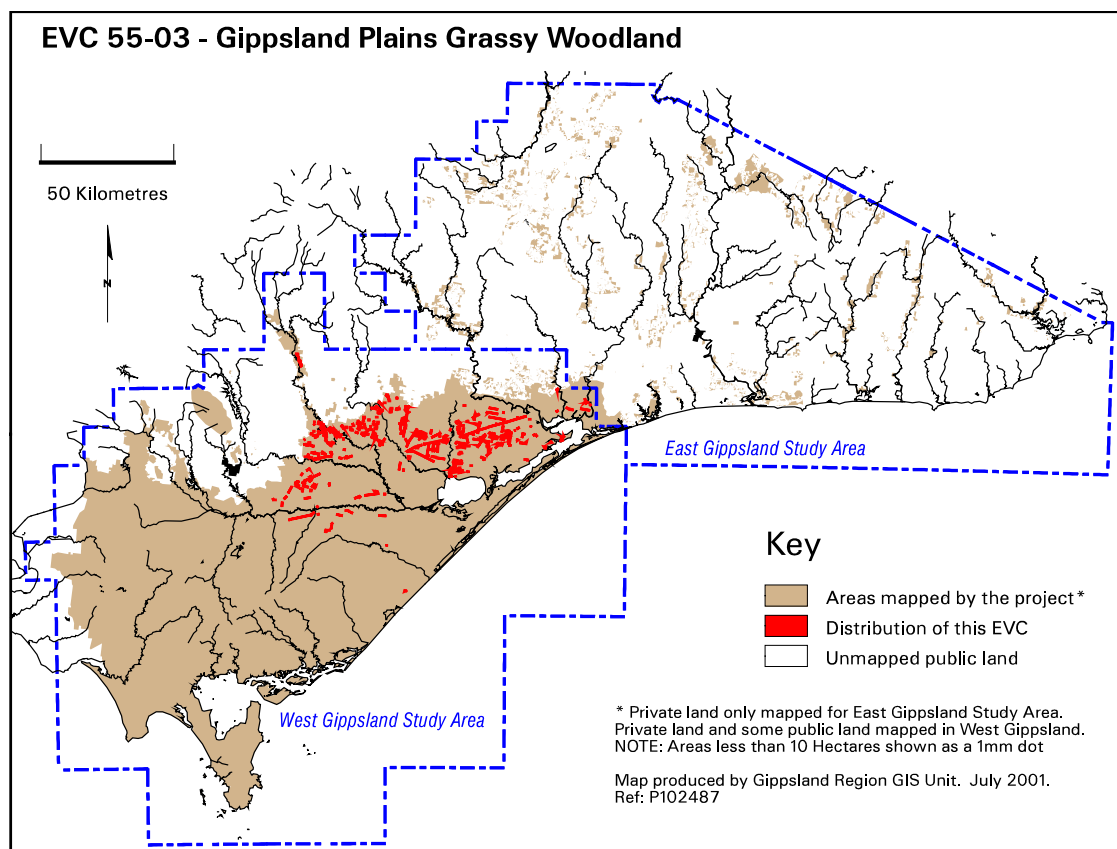 EVC 55-03 - Gippsland Plains Grassy Woodland
50 Kilometres
N
East Gippsland Study Area
West Gippsland Study Area
Key
Areas mapped by the project *
Distribution of this EVC
Unmapped public land
* Private land only mapped for East Gippsland Study Area.
Private land and some public land mapped in West Gippsland.
NOTE: Areas less than 10 Hectares shown as a 1mm dot
Map produced by Gippsland Region GIS Unit. July 2001.
Ref: P102487